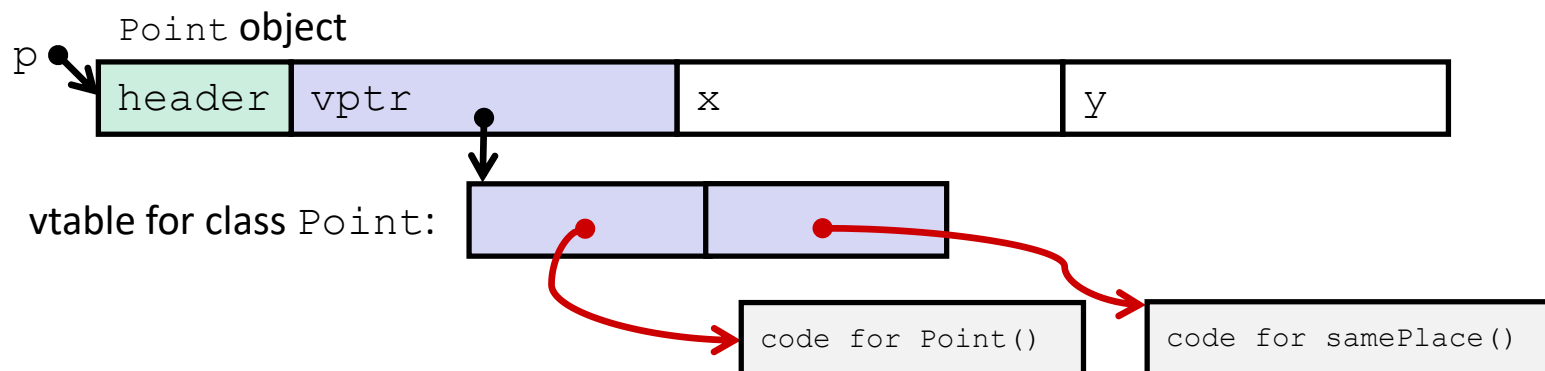 Point object
p
header vptr x y
vtable for class Point:
code for Point()
code for samePlace()